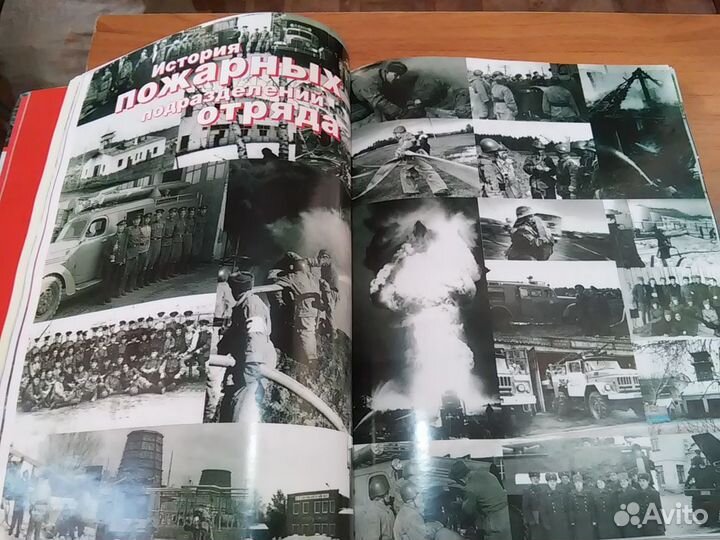 История
пожарных
подразделений
отряда
Avito